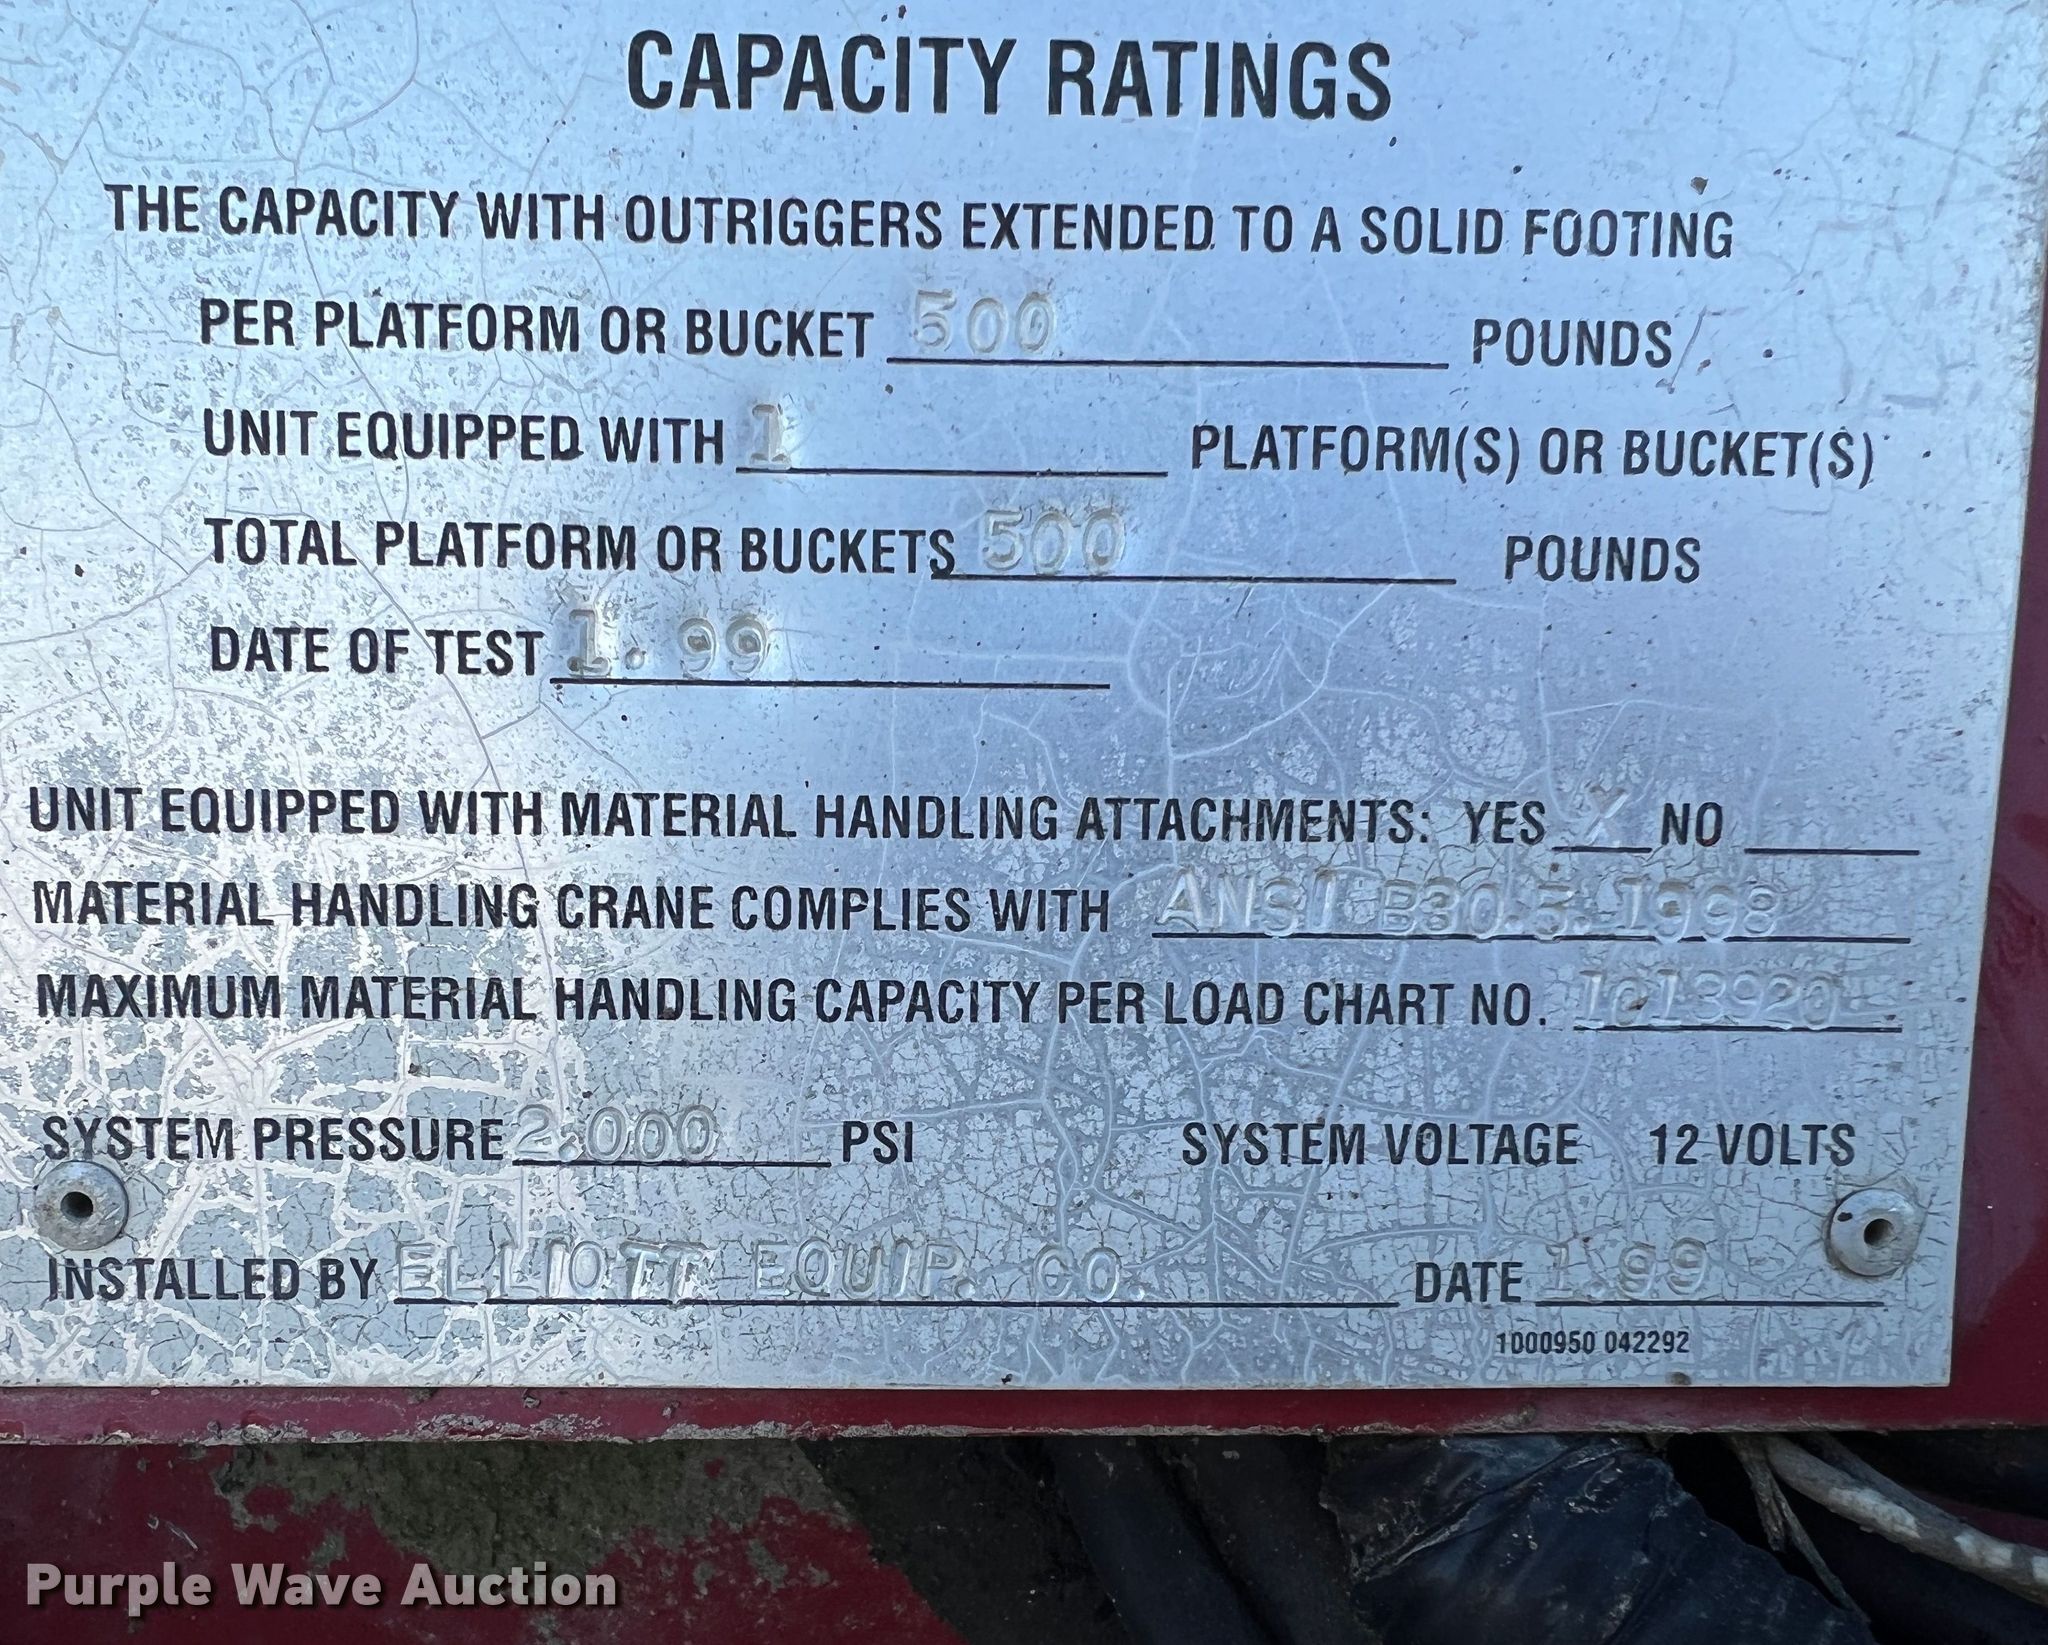 CAPACITY RATINGS
THE CAPACITY WITH OUTRIGGERS EXTENDED TO A SOLID FOOTING
PER PLATFORM OR BUCKET 500 POUNDS
UNIT EQUIPPED WITH 1 PLATFORM(S) OR BUCKET(S)
TOTAL PLATFORM OR BUCKETS 500 POUNDS
DATE OF TEST 1.99
UNIT EQUIPPED WITH MATERIAL HANDLING ATTACHMENTS: YES X NO
MATERIAL HANDLING CRANE COMPLIES WITH ANSI B30.5.1998
MAXIMUM MATERIAL HANDLING CAPACITY PER LOAD CHART NO. 1013920
SYSTEM PRESSURE 2,000 PSI SYSTEM VOLTAGE 12 VOLTS
INSTALLED BY ELLIOTT EQUIP. CO. DATE 1.99
1000950 042292
Purple Wave Auction